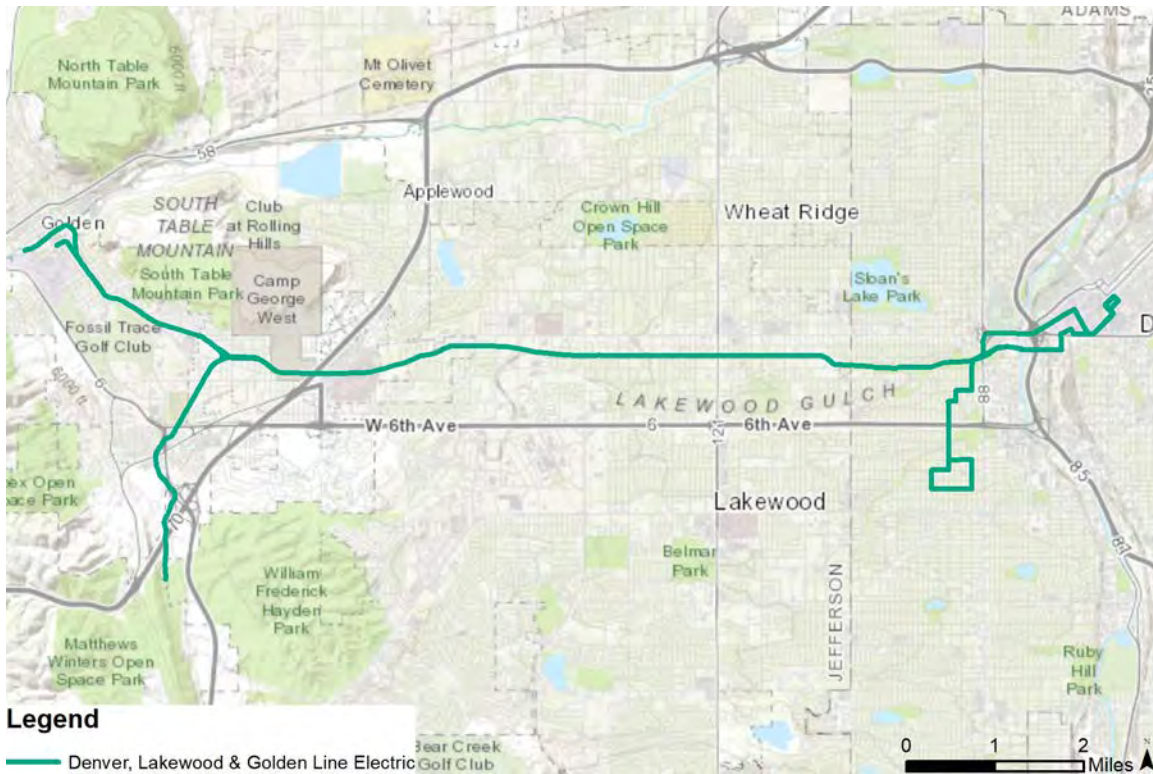 ADAMS
North Table
Mountain Park
6000 ft
Mt Olivet
Cemetery
25
58
SOUTH
TABLE
MOUNTAIN
Golden
Club
at Rolling
Hills
Applewood
Crown Hill
Open Space
Park
Wheat Ridge
South Table
Mountain Park
Camp
George
West
Sloan's
Lake Park
Fossil Trace
Golf Club
D
6
6000 ft
LAKEWOOD GULCH
88
W 6th Ave
6
121
6th Ave
85
Open
Park
70
Lakewood
87
Belmar
Park
JEFFERSON
William
Frederick
Hayden
Park
Matthews
Winters Open
Space Park
Ruby
Hill
Park
Legend
Denver, Lakewood & Golden Line Electric
Bear Creek
Golf Club
0 1 2
Miles
N